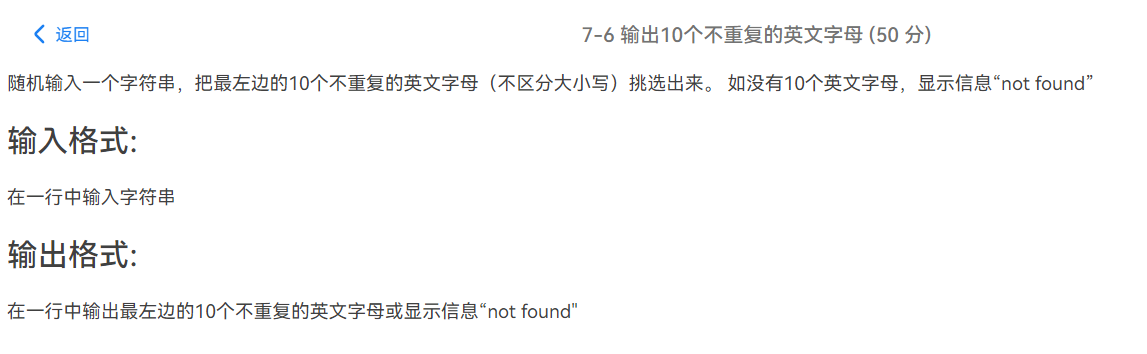 返回
7-6 输出10个不重复的英文字母 (50 分)
随机输入一个字符串，把最左边的10个不重复的英文字母（不区分大小写）挑选出来。 如没有10个英文字母，显示信息“not found”
输入格式:
在一行中输入字符串
输出格式:
在一行中输出最左边的10个不重复的英文字母或显示信息“not found"